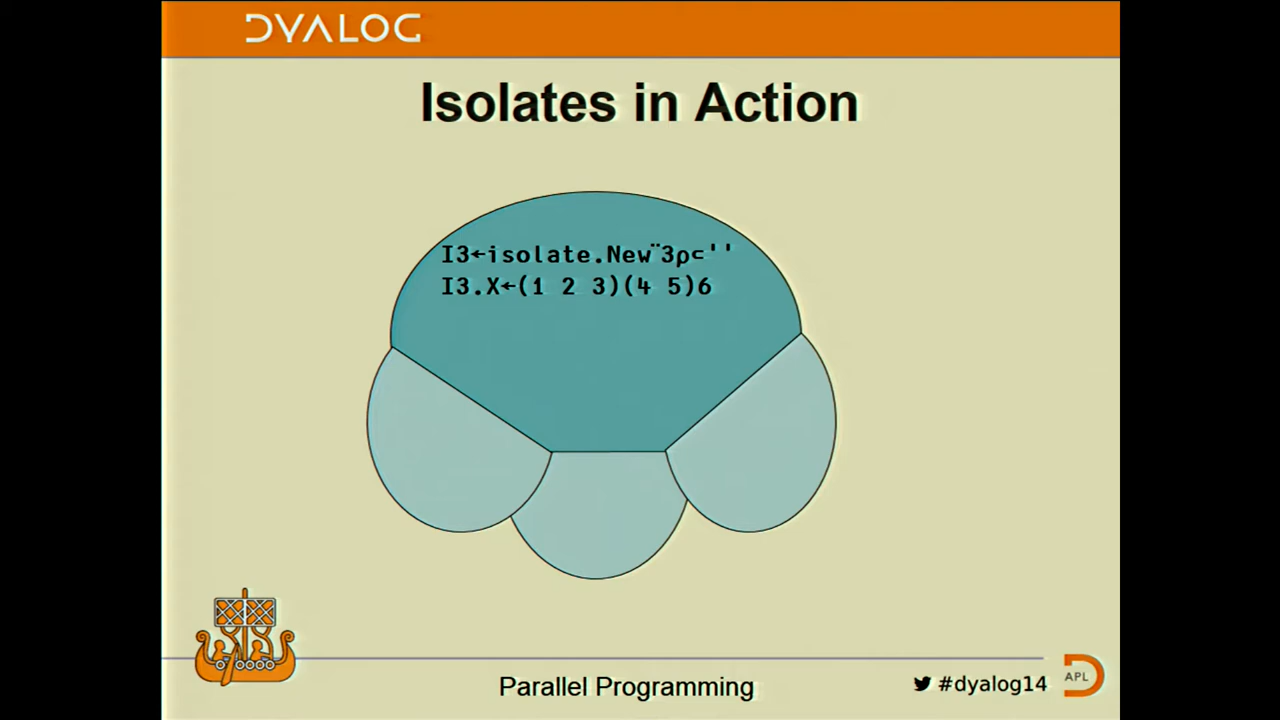 DYALOG
Isolates in Action
I3←isolate.New¨3⍴⊂''
I3.X←(1 2 3)(4 5)6
Parallel Programming
#dyalog14
APL